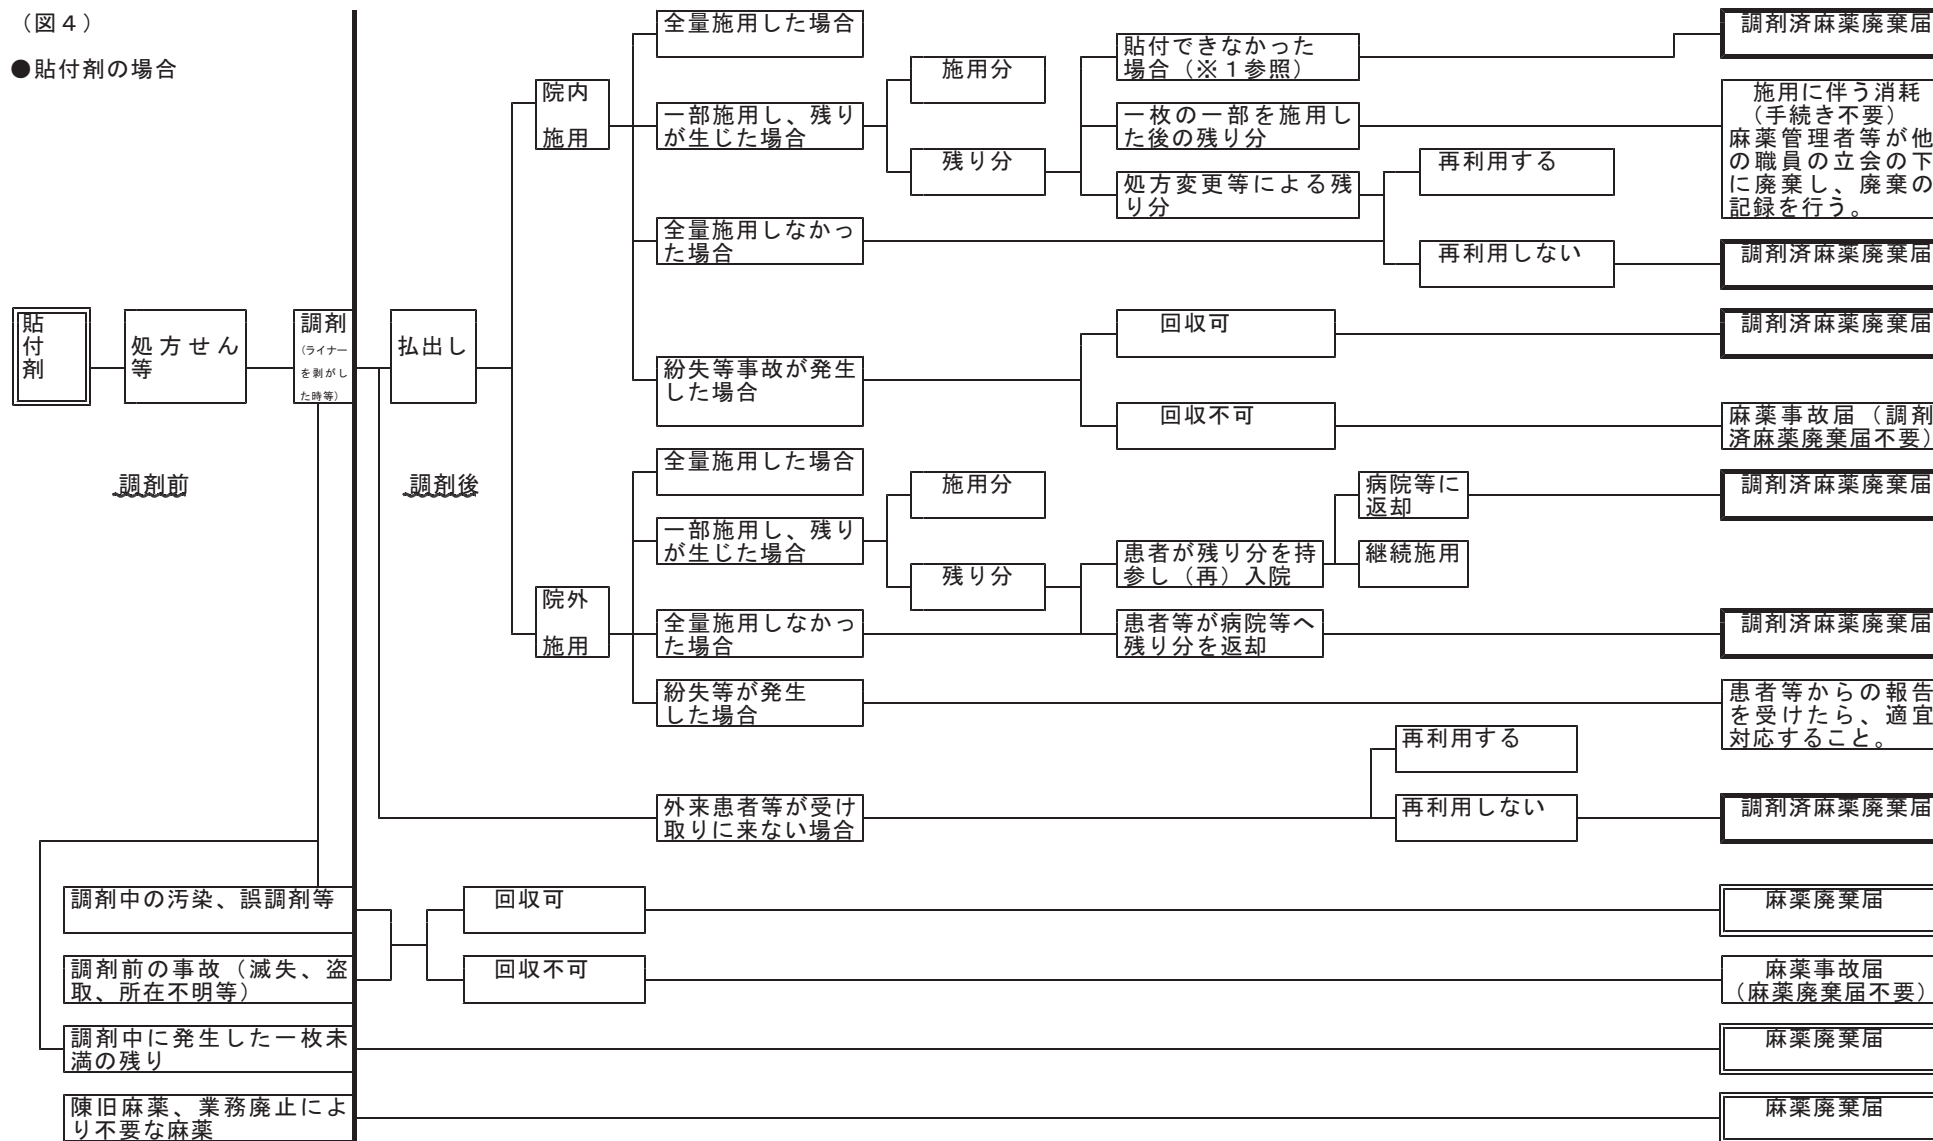 （図４）
●貼付剤の場合
貼
付
剤
処方せん
等
調剤
（ライナー
を剥がし
た時等）
払出し
調剤前
調剤後
院内
施用
全量施用した場合
一部施用し、残り
が生じた場合
施用分
残り分
貼付できなかった
場合（※１参照）
調剤済麻薬廃棄届
一枚の一部を施用し
た後の残り分
施用に伴う消耗
（手続き不要）
麻薬管理者等が他
の職員の立会の下
に廃棄し、廃棄の
記録を行う。
処方変更等による残
り分
再利用する
全量施用しなかっ
た場合
再利用しない
調剤済麻薬廃棄届
紛失等事故が発生
した場合
回収可
調剤済麻薬廃棄届
回収不可
麻薬事故届（調剤
済麻薬廃棄届不要）
院外
施用
全量施用した場合
一部施用し、残り
が生じた場合
施用分
残り分
患者が残り分を持
参し（再）入院
病院等に
返却
調剤済麻薬廃棄届
継続施用
全量施用しなかっ
た場合
患者等が病院等へ
残り分を返却
調剤済麻薬廃棄届
紛失等が発生
した場合
患者等からの報告
を受けたら、適宜
対応すること。
外来患者等が受け
取りに来ない場合
再利用する
再利用しない
調剤済麻薬廃棄届
調剤中の汚染、誤調剤等
回収可
麻薬廃棄届
調剤前の事故（滅失、盗
取、所在不明等）
回収不可
麻薬事故届
（麻薬廃棄届不要）
調剤中に発生した一枚未
満の残り
麻薬廃棄届
陳旧麻薬、業務廃止によ
り不要な麻薬
麻薬廃棄届